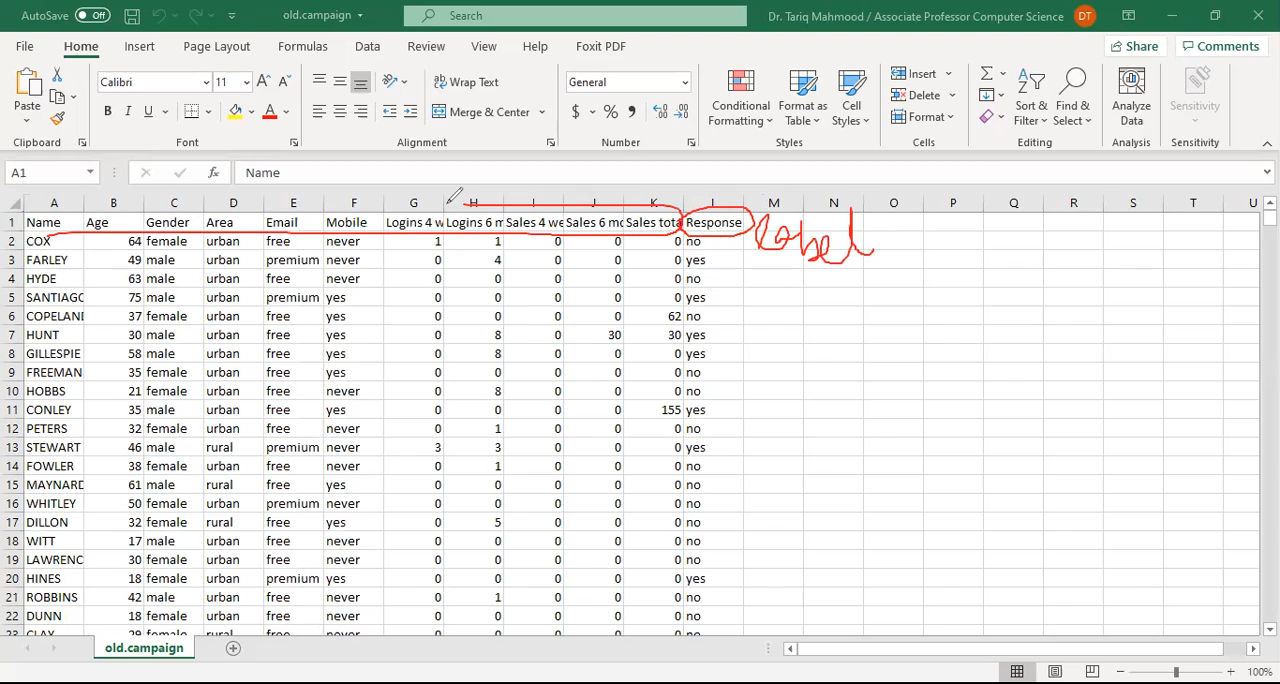 AutoSave Off old.campaign Search Dr. Tariq Mahmood / Associate Professor Computer Science DT
File Home Insert Page Layout Formulas Data Review View Help Foxit PDF Share Comments
Paste Calibri 11 A A Wrap Text General Conditional Formatting Format as Table Cell Styles Insert Delete Format Sort & Filter Find & Select Analyze Data Sensitivity
B I U A Merge & Center $ % 9
Clipboard Font Alignment Number Styles Cells Editing Analysis Sensitivity
A1 fx Name
A B C D E F G H I J K L M N O P Q R S T U
1 Name Age Gender Area Email Mobile Logins 4 w Logins 6 m Sales 4 we Sales 6 mo Sales tota Response Label
2 COX 64 female urban free never 1 1 0 0 0 no
3 FARLEY 49 male urban premium never 0 4 0 0 0 yes
4 HYDE 63 male urban free never 0 0 0 0 0 no
5 SANTIAGO 75 male urban premium yes 0 0 0 0 0 yes
6 COPELAND 37 female urban free yes 0 0 0 0 62 no
7 HUNT 30 male urban free yes 0 8 0 30 30 yes
8 GILLESPIE 58 male urban free yes 0 8 0 0 0 yes
9 FREEMAN 35 female urban free yes 0 0 0 0 0 no
10 HOBBS 21 female urban free never 0 8 0 0 0 no
11 CONLEY 35 male urban free yes 0 0 0 0 155 yes
12 PETERS 32 female urban free never 0 1 0 0 0 no
13 STEWART 46 male rural premium never 3 3 0 0 0 yes
14 FOWLER 38 female urban free never 0 1 0 0 0 no
15 MAYNARD 61 male rural free yes 0 0 0 0 0 no
16 WHITLEY 50 female urban premium never 0 0 0 0 0 no
17 DILLON 32 female rural free yes 0 5 0 0 0 no
18 WITT 17 male urban free never 0 0 0 0 0 no
19 LAWRENC 30 female urban free never 0 0 0 0 0 no
20 HINES 18 female urban premium yes 0 0 0 0 0 yes
21 ROBBINS 42 male urban free never 0 1 0 0 0 no
22 DUNN 18 female urban free never 0 0 0 0 0 no
23 CLAY 29 female rural free yes 0 0 0 0 0 no
old.campaign
100%